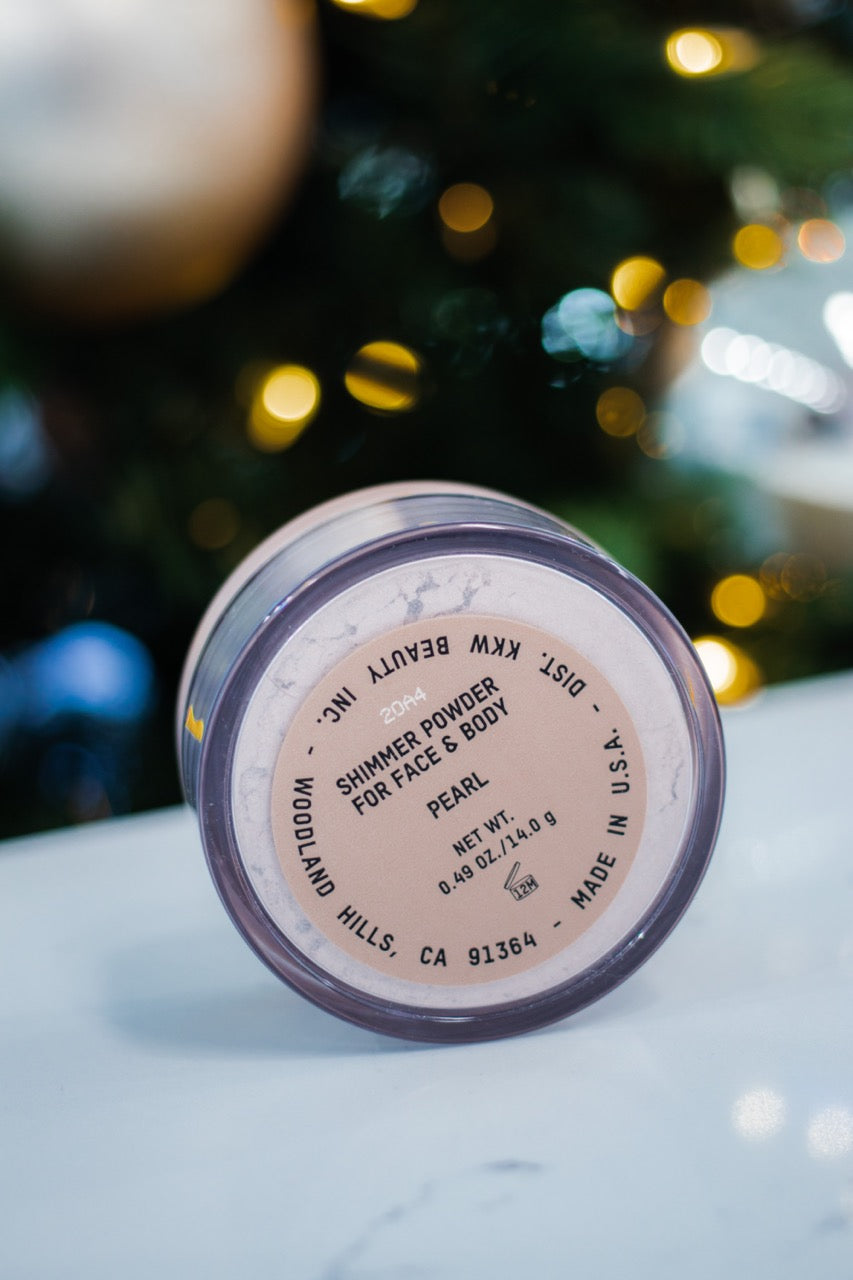 2DA4
SHIMMER POWDER
FOR FACE & BODY
PEARL
NET WT.
0.49 OZ./14.0 g
12M
DIST. KKW BEAUTY INC. - WOODLAND HILLS, CA 91364 - MADE IN U.S.A. -